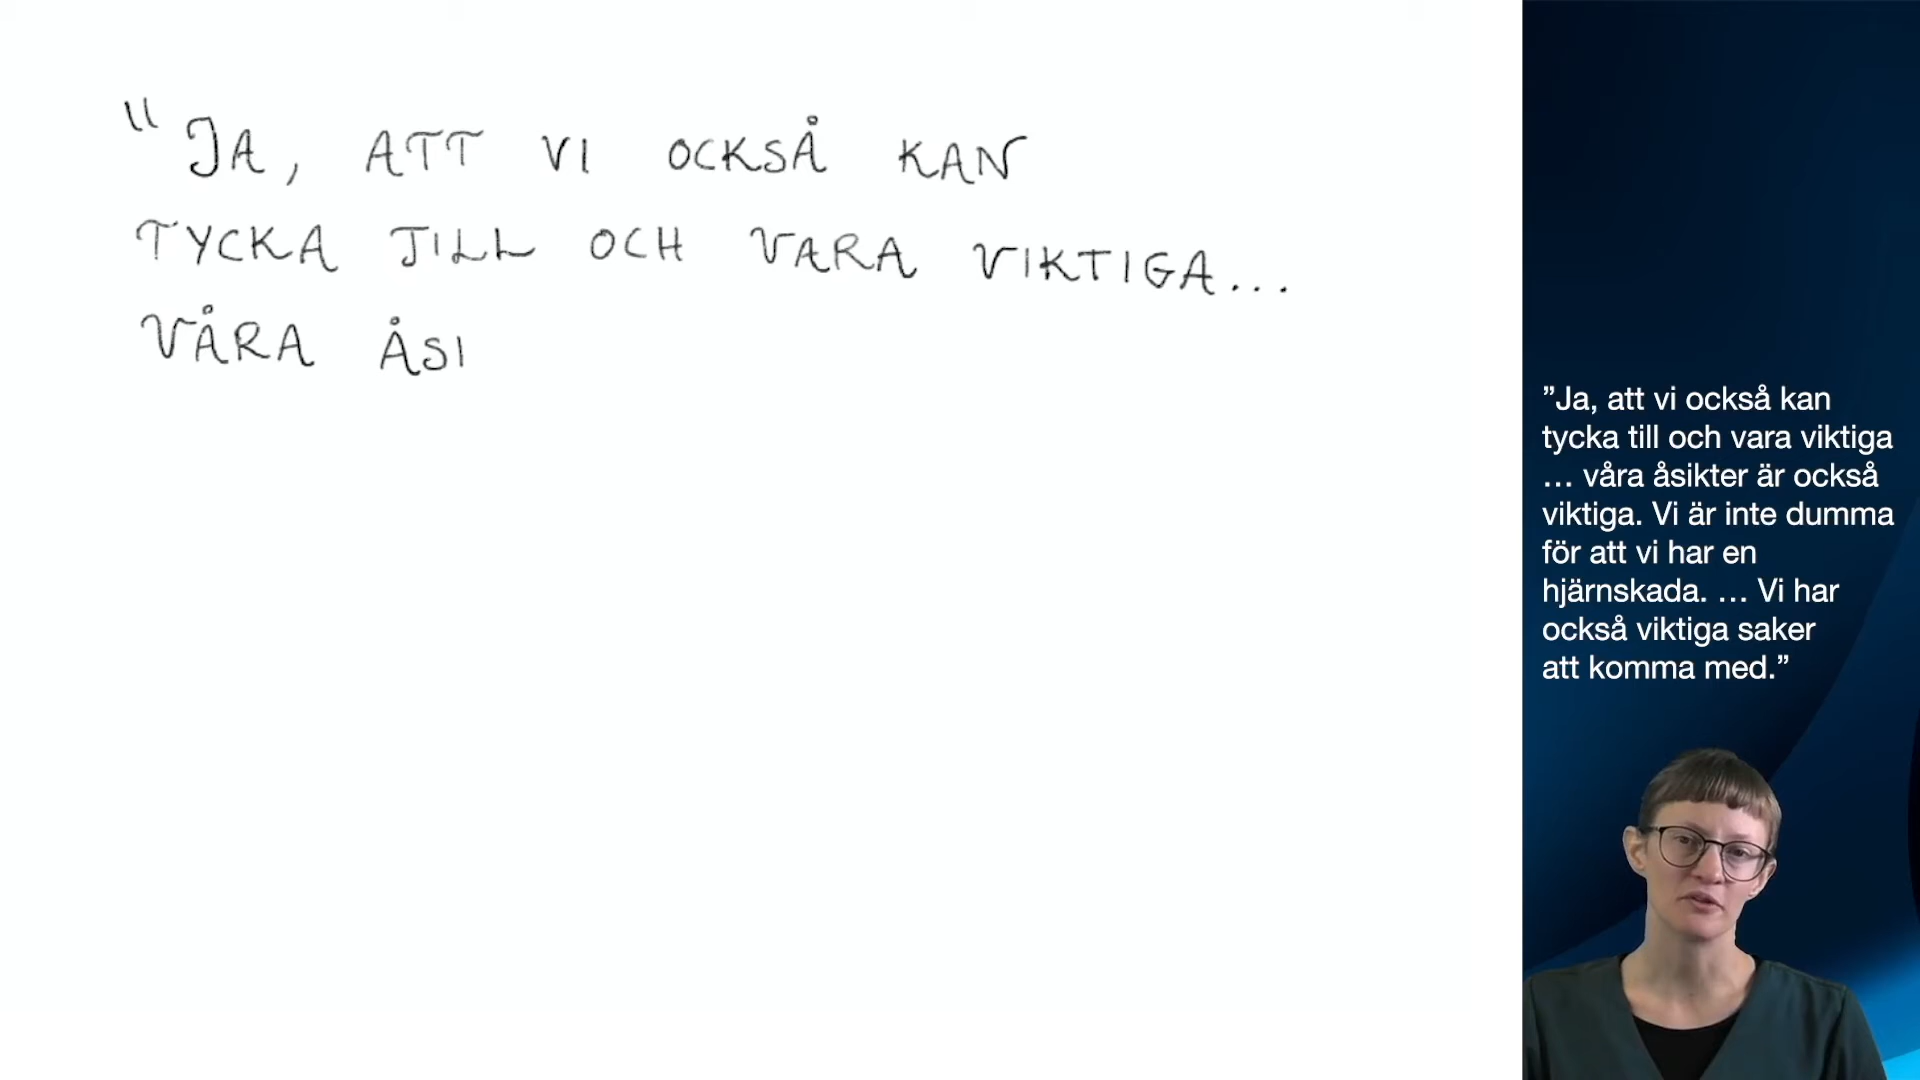 “JA, ATT VI OCKSÅ KAN
TYCKA TILL OCH VARA VIKTIGA...
VÅRA ÅSI
”Ja, att vi också kan
tycka till och vara viktiga
… våra åsikter är också
viktiga. Vi är inte dumma
för att vi har en
hjärnskada. … Vi har
också viktiga saker
att komma med.”